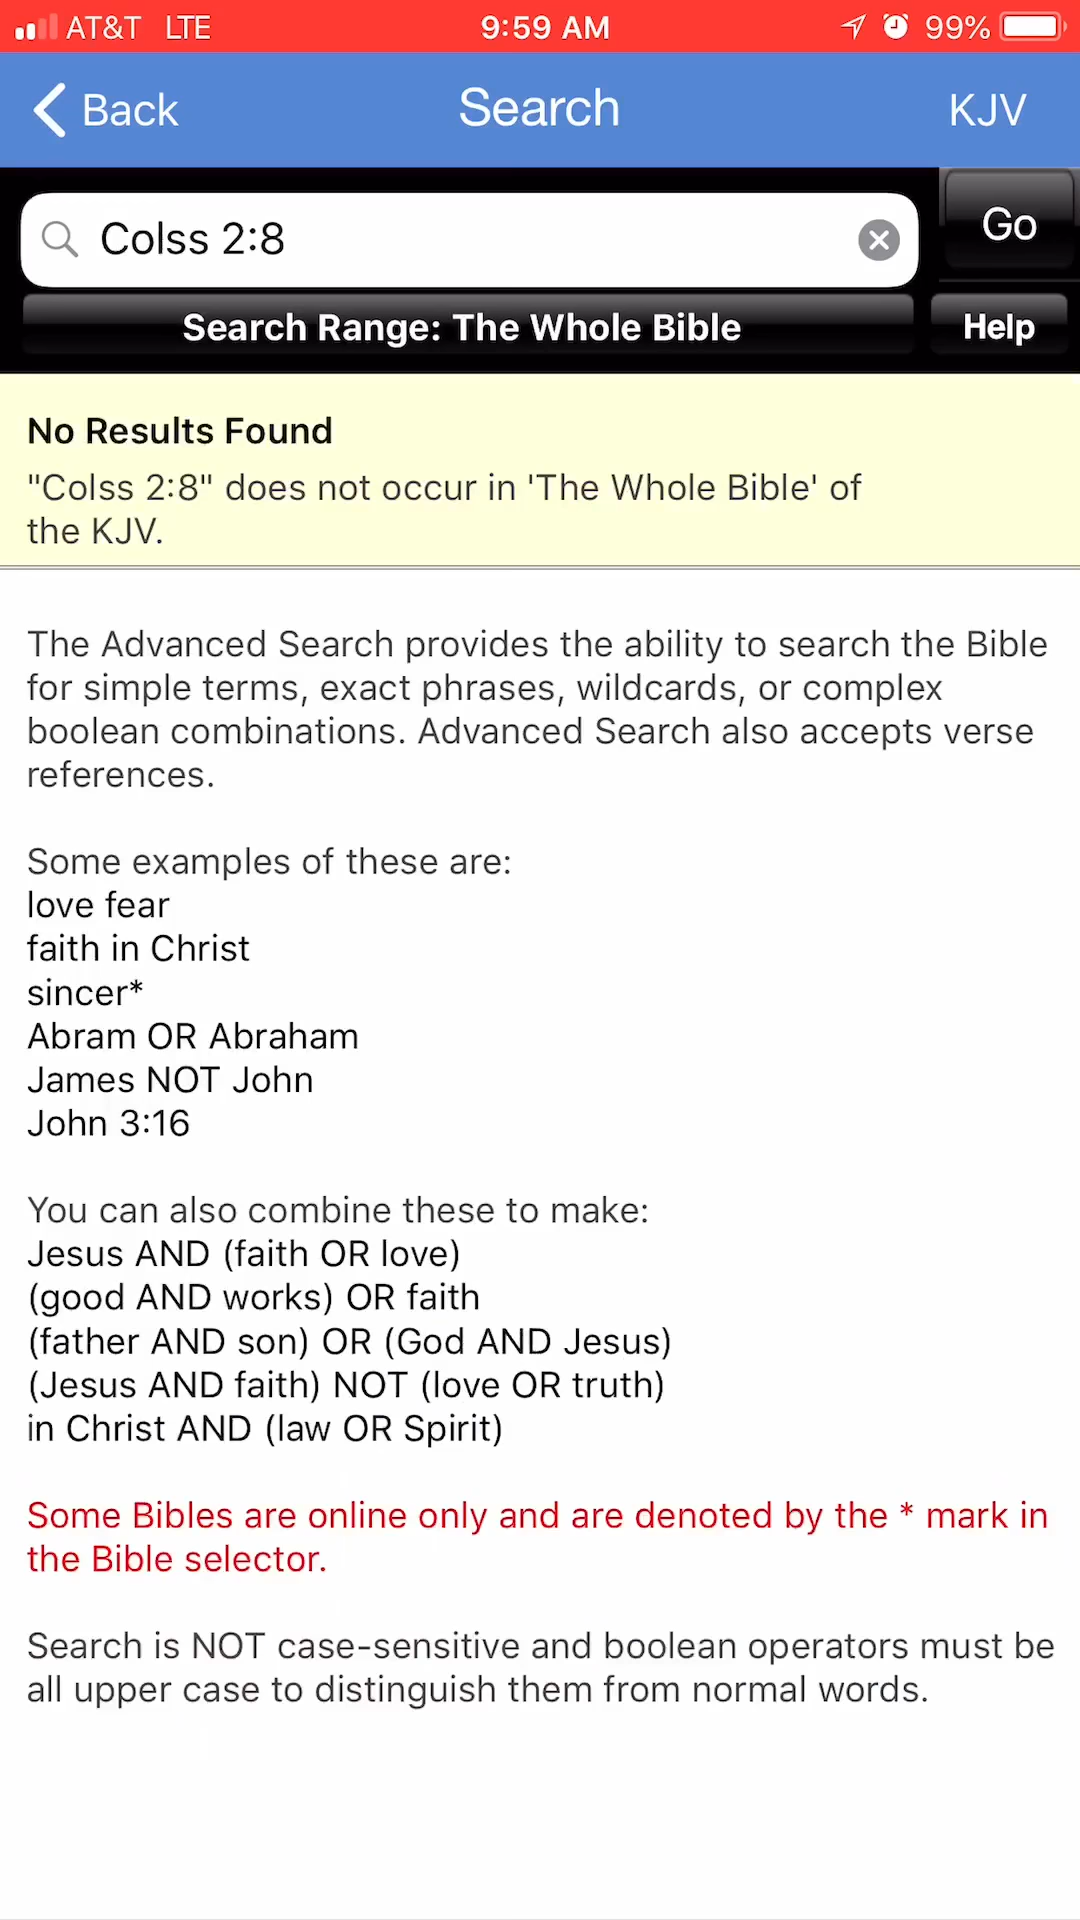 AT&T LTE 9:59 AM 99%
Back Search KJV
Colss 2:8 Go
Search Range: The Whole Bible Help
No Results Found
"Colss 2:8" does not occur in 'The Whole Bible' of
the KJV.
The Advanced Search provides the ability to search the Bible
for simple terms, exact phrases, wildcards, or complex
boolean combinations. Advanced Search also accepts verse
references.
Some examples of these are:
love fear
faith in Christ
sincer*
Abram OR Abraham
James NOT John
John 3:16
You can also combine these to make:
Jesus AND (faith OR love)
(good AND works) OR faith
(father AND son) OR (God AND Jesus)
(Jesus AND faith) NOT (love OR truth)
in Christ AND (law OR Spirit)
Some Bibles are online only and are denoted by the * mark in
the Bible selector.
Search is NOT case-sensitive and boolean operators must be
all upper case to distinguish them from normal words.